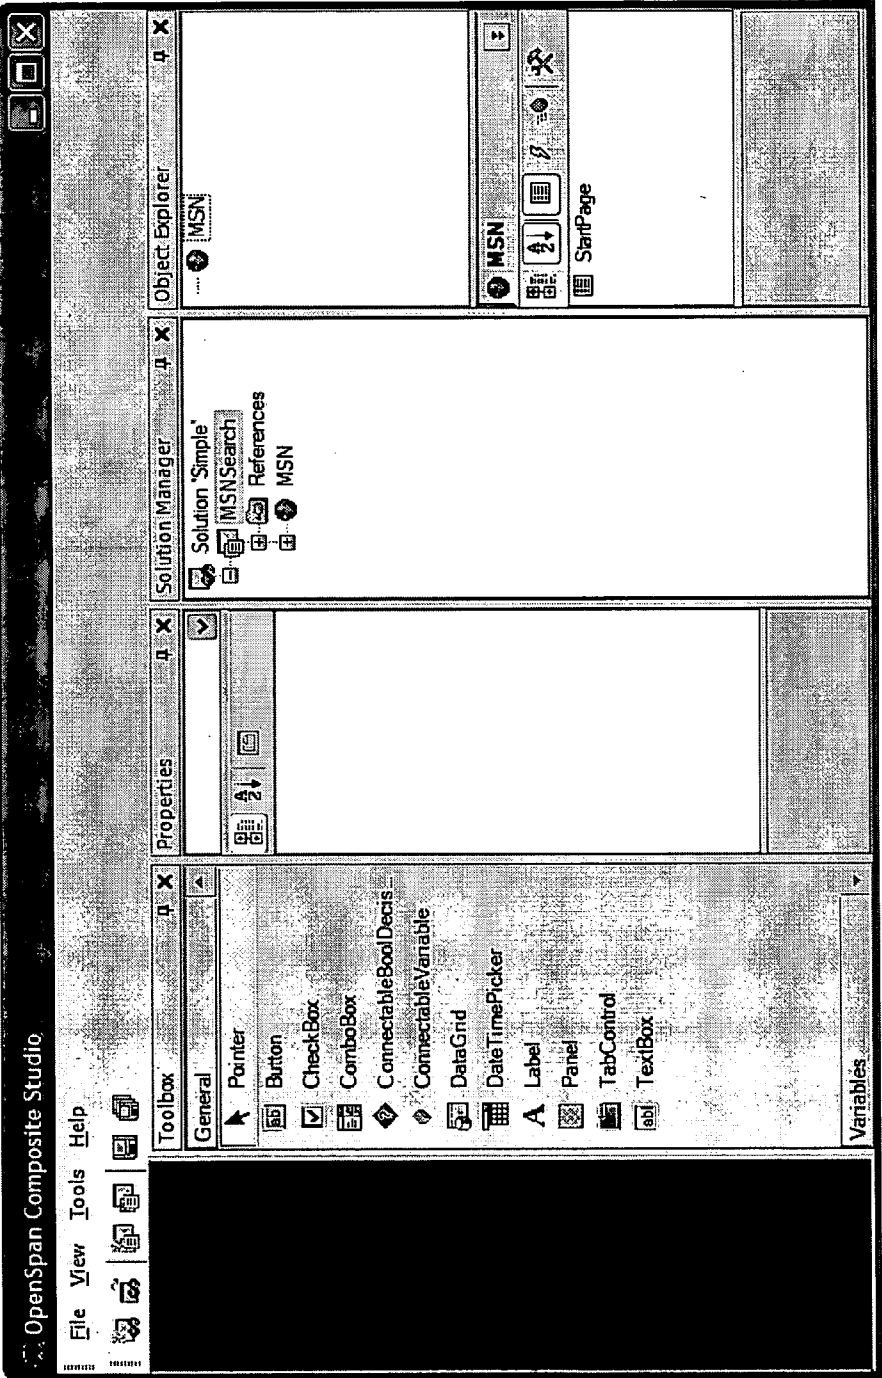 OpenSpan Composite Studio
File View Tools Help
Toolbox
General
Pointer
Button
CheckBox
ComboBox
ConnectableBoolDecis...
ConnectableVariable
DataGrid
DateTimePicker
Label
Panel
TabControl
TextBox
Variables
Properties
Solution Manager
Solution 'Simple'
MSNSearch
References
MSN
Object Explorer
MSN
MSN
StartPage